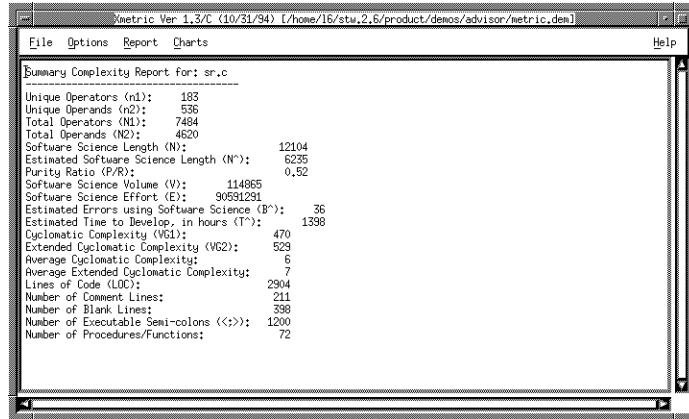 Xmetric Ver 1.3/C (10/31/94) [/home/16/stw.2.6/product/demos/advisor/metric.dem]
File Options Report Charts Help
Summary Complexity Report for: sr.c
-------------------------------------
Unique Operators (n1): 183
Unique Operands (n2): 536
Total Operators (N1): 7484
Total Operands (N2): 4620
Software Science Length (N): 12104
Estimated Software Science Length (N^): 6235
Purity Ratio (P/R): 0.52
Software Science Volume (V): 114865
Software Science Effort (E): 90591291
Estimated Errors using Software Science (B^): 36
Estimated Time to Develop, in hours (T^): 1398
Cyclomatic Complexity (VG1): 470
Extended Cyclomatic Complexity (VG2): 529
Average Cyclomatic Complexity: 6
Average Extended Cyclomatic Complexity: 7
Lines of Code (LOC): 2904
Number of Comment Lines: 211
Number of Blank Lines: 398
Number of Executable Semi-colons (<;>): 1200
Number of Procedures/Functions: 72